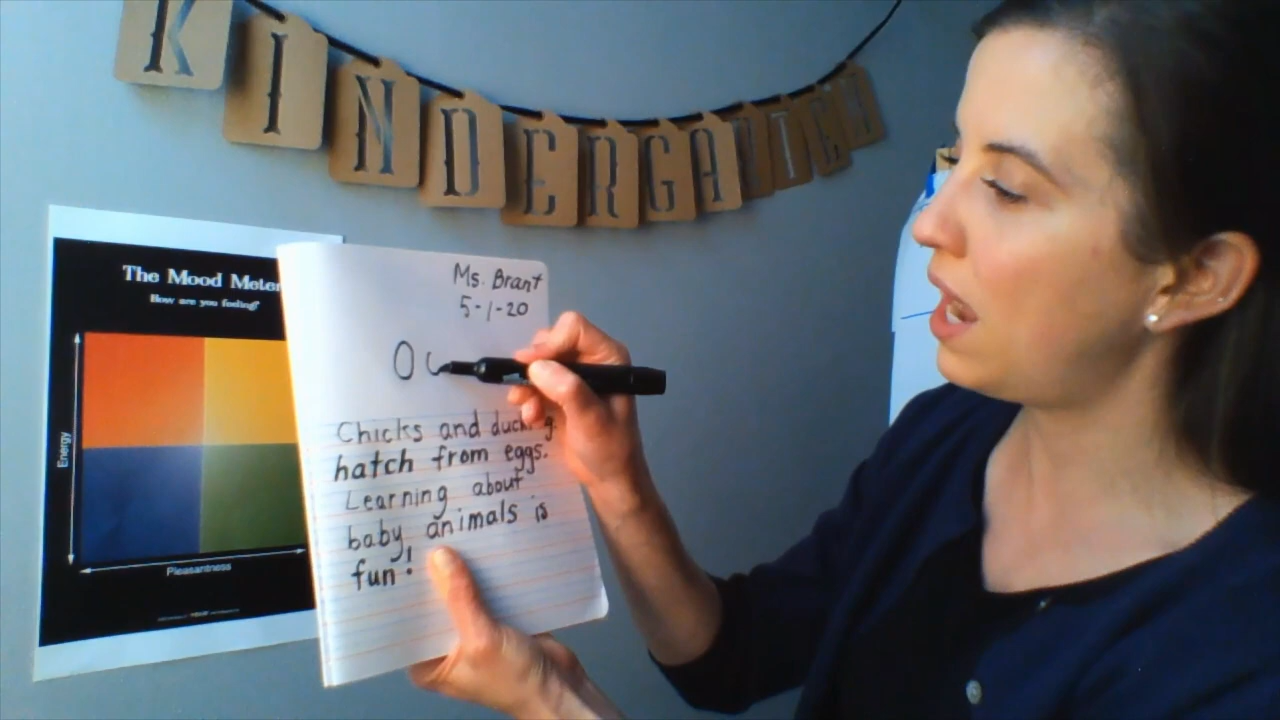 KINDERGARTEN
The Mood Meter
How are you feeling?
Energy
Pleasantness
Ms. Brant
5-1-20
Chicks and
hatch from eggs.
Learning about
baby animals is
fun!